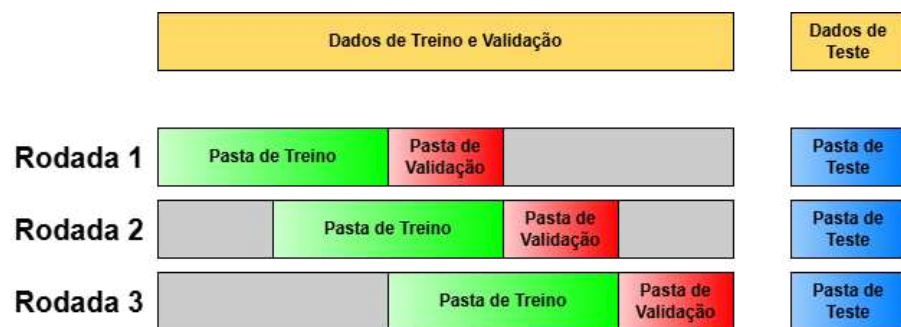 Dados de Treino e Validação
Dados de
Teste
Rodada 1
Pasta de Treino
Pasta de
Validação
Pasta de
Teste
Rodada 2
Pasta de Treino
Pasta de
Validação
Pasta de
Teste
Rodada 3
Pasta de Treino
Pasta de
Validação
Pasta de
Teste